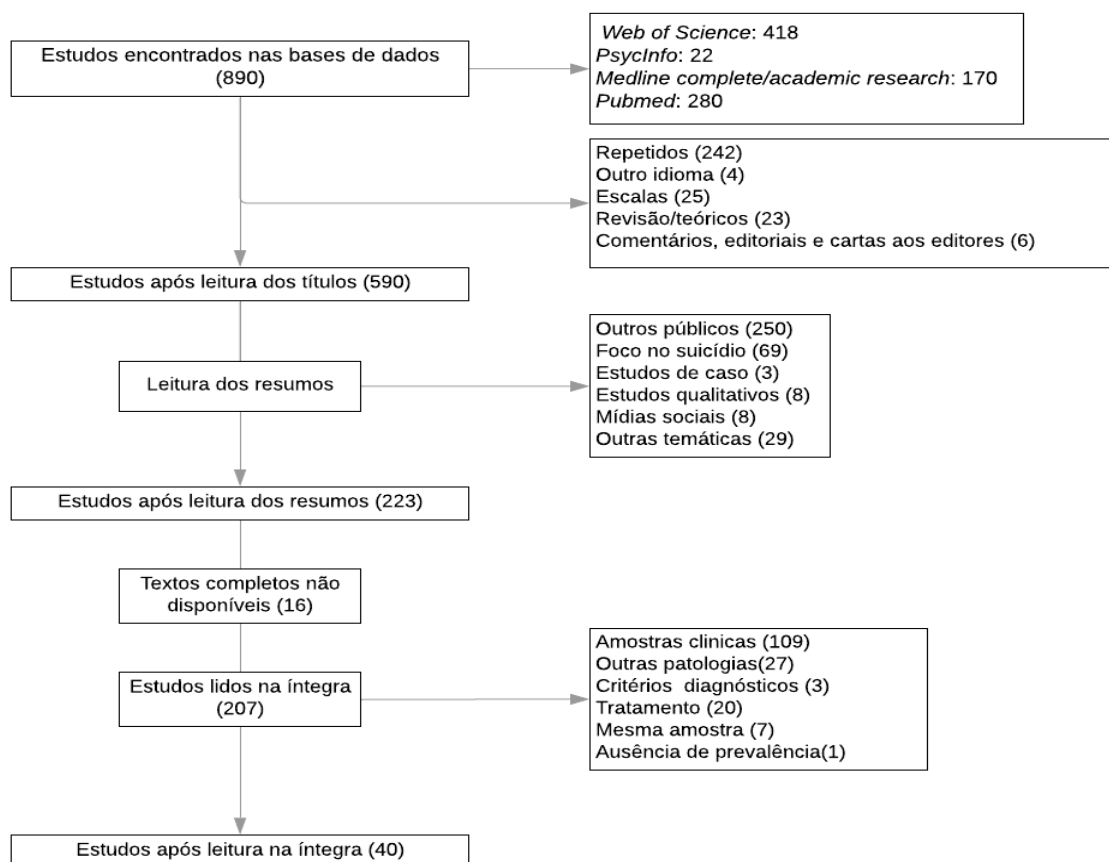 Estudos encontrados nas bases de dados
(890)
Web of Science: 418
PsycInfo: 22
Medline complete/academic research: 170
Pubmed: 280
Repetidos (242)
Outro idioma (4)
Escalas (25)
Revisão/teóricos (23)
Comentários, editoriais e cartas aos editores (6)
Estudos após leitura dos títulos (590)
Leitura dos resumos
Outros públicos (250)
Foco no suicídio (69)
Estudos de caso (3)
Estudos qualitativos (8)
Mídias sociais (8)
Outras temáticas (29)
Estudos após leitura dos resumos (223)
Textos completos não
disponíveis (16)
Estudos lidos na íntegra
(207)
Amostras clinicas (109)
Outras patologias(27)
Critérios diagnósticos (3)
Tratamento (20)
Mesma amostra (7)
Ausência de prevalência(1)
Estudos após leitura na íntegra (40)